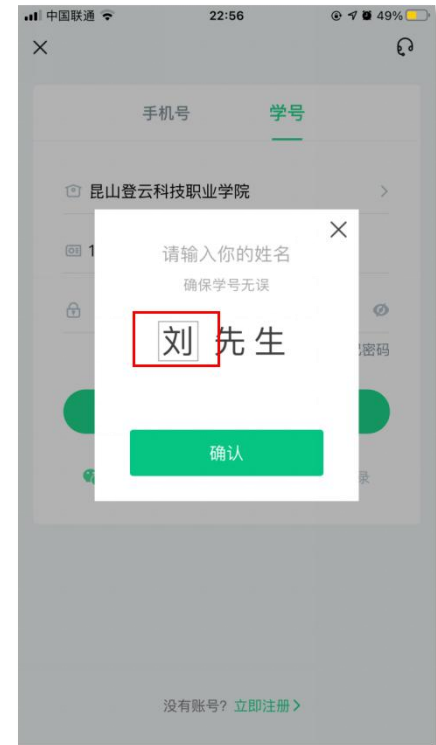 中国联通 22:56 49%
手机号 学号
昆山登云科技职业学院
1
请输入你的姓名
确保学号无误
刘 先生
密码
确认
录
没有账号? 立即注册 >